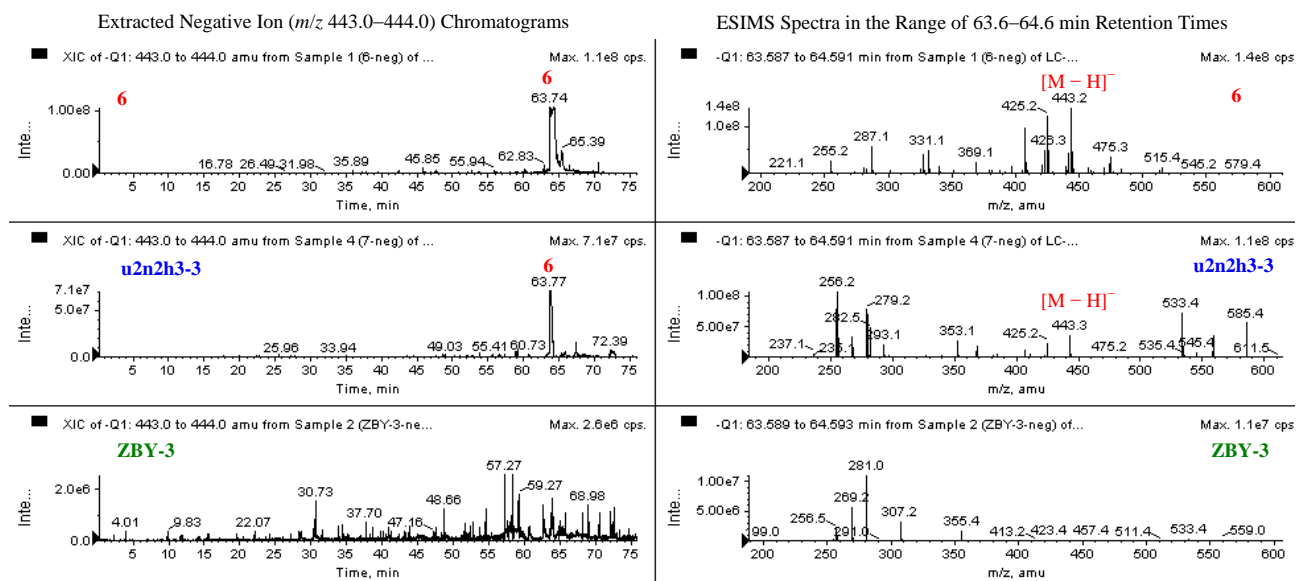 Extracted Negative Ion (m/z 443.0–444.0) Chromatograms
ESIMS Spectra in the Range of 63.6–64.6 min Retention Times
XIC of -Q1: 443.0 to 444.0 amu from Sample 1 (6-neg) of ...
Max. 1.1e8 cps.
6
6
63.74
1.00e8
65.39
62.83
16.78 26.49 31.98 35.89 45.85 55.94
0.00
Inte...
5 10 15 20 25 30 35 40 45 50 55 60 65 70 75
Time, min
-Q1: 63.587 to 64.591 min from Sample 1 (6-neg) of LC-...
Max. 1.4e8 cps.
[M − H]⁻
6
1.4e8
425.2 443.2
1.0e8
426.3
287.1 331.1
255.2 369.1 475.3
221.1 515.4 545.2 579.4
Inte...
200 250 300 350 400 450 500 550 600
m/z, amu
XIC of -Q1: 443.0 to 444.0 amu from Sample 4 (7-neg) of ...
Max. 7.1e7 cps.
u2n2h3-3
6
63.77
7.1e7
5.0e7
25.96 33.94 49.03 55.41 60.73 72.39
0.0
Inte...
5 10 15 20 25 30 35 40 45 50 55 60 65 70 75
Time, min
-Q1: 63.587 to 64.591 min from Sample 4 (7-neg) of LC-...
Max. 1.1e8 cps.
u2n2h3-3
256.2
[M − H]⁻
1.00e8
279.2
533.4
282.5 585.4
5.00e7
293.1 353.1 425.2 443.3
237.1 475.2 535.4 545.4 611.5
Inte...
200 250 300 350 400 450 500 550 600
m/z, amu
XIC of -Q1: 443.0 to 444.0 amu from Sample 2 (ZBY-3-ne...
Max. 2.6e6 cps.
ZBY-3
57.27
2.0e6
30.73 48.66 59.27 68.98
4.01 9.83 22.07 37.70 47.16
0.0
Inte...
5 10 15 20 25 30 35 40 45 50 55 60 65 70 75
Time, min
-Q1: 63.589 to 64.593 min from Sample 2 (ZBY-3-neg) of...
Max. 1.1e7 cps.
ZBY-3
281.0
1.00e7
269.2
307.2
5.00e6
256.5 355.4
291.0 413.2 423.4 457.4 511.4 533.4 559.0
Inte...
200 250 300 350 400 450 500 550 600
m/z, amu